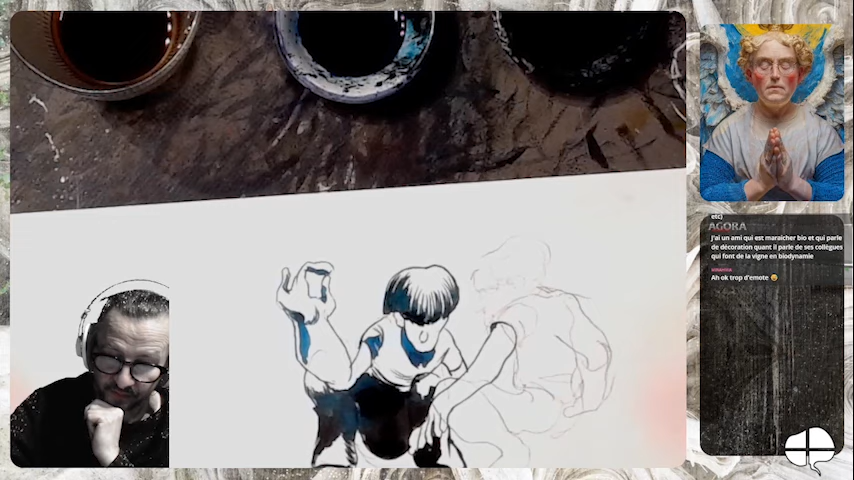 etc)
AGORA
J'ai un ami qui est maraicher bio et qui parle
de décoration quant il parle de ses collègues
qui font de la vigne en biodynamie
Ah ok trop d'emote 😮